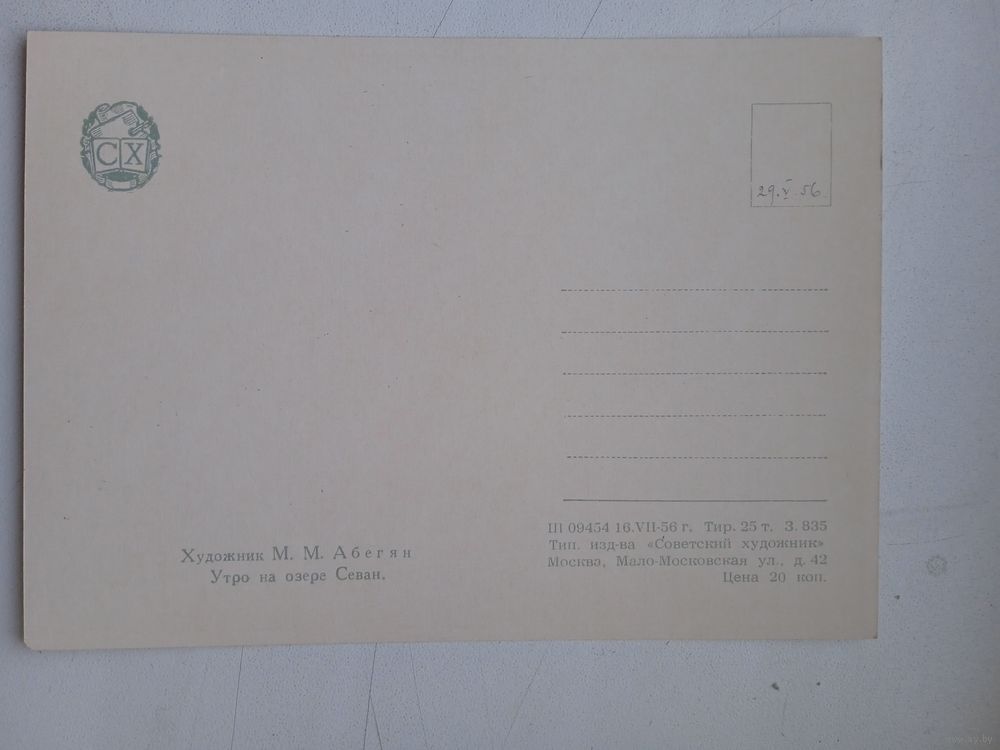 СХ
29.V.56
Художник М. М. Абегян
Утро на озере Севан.
Ш 09454 16.VII-56 г. Тир. 25 т. З. 835
Тип. изд-ва «Советский художник»
Москва, Мало-Московская ул., д. 42
Цена 20 коп.